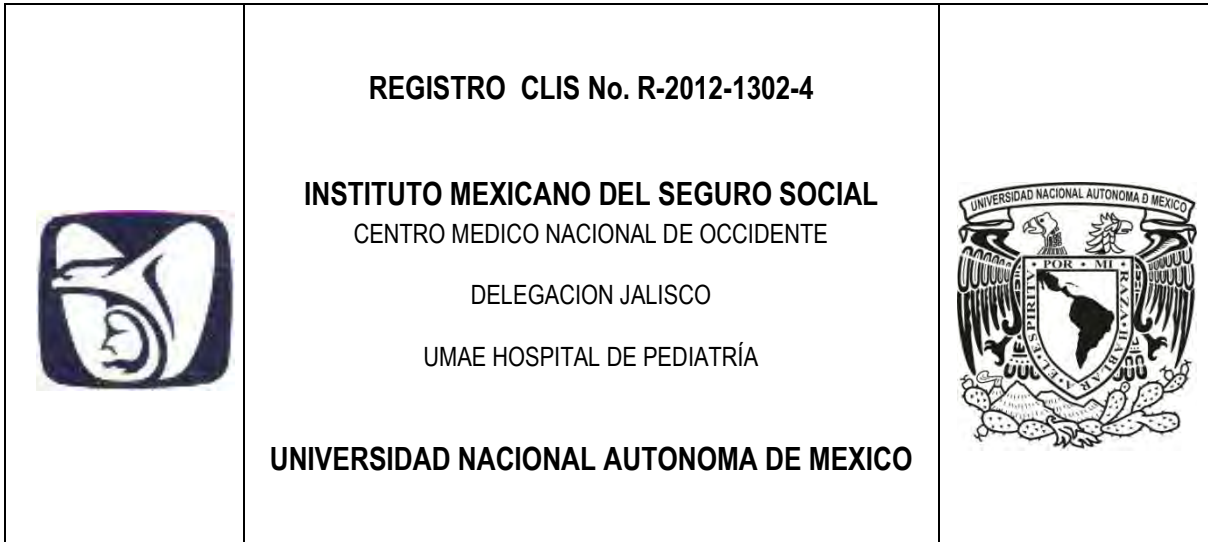 REGISTRO CLIS No. R-2012-1302-4
INSTITUTO MEXICANO DEL SEGURO SOCIAL
CENTRO MEDICO NACIONAL DE OCCIDENTE
DELEGACION JALISCO
UMAE HOSPITAL DE PEDIATRÍA
UNIVERSIDAD NACIONAL AUTONOMA DE MEXICO
UNIVERSIDAD NACIONAL AUTONOMA D MEXICO
POR • MI • RAZA • HABLARA • EL • ESPIRITU